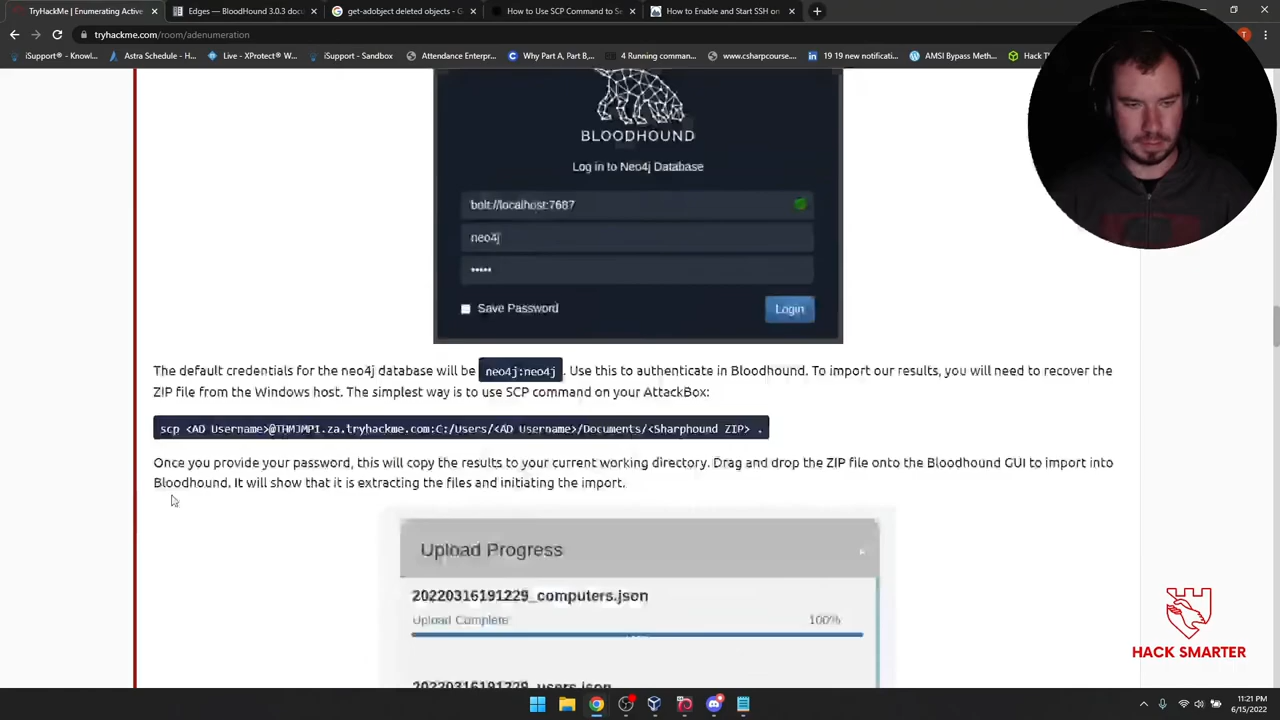 TryHackMe | Enumerating Active
Edges — BloodHound 3.0.3 docu
get-adobject deleted objects - G
How to Use SCP Command to Se
How to Enable and Start SSH on
tryhackme.com/room/adenumeration
iSupport® - Knowl...
Astra Schedule - H...
Live - XProtect® W...
iSupport - Sandbox
Attendance Enterpr...
Why Part A, Part B,...
4 Running comman...
www.csharpcourse....
19 19 new notificati...
AMSI Bypass Meth...
Hack T
BLOODHOUND
Log in to Neo4j Database
bolt://localhost:7687
neo4j
•••••
Save Password
Login
The default credentials for the neo4j database will be neo4j:neo4j . Use this to authenticate in Bloodhound. To import our results, you will need to recover the
ZIP file from the Windows host. The simplest way is to use SCP command on your AttackBox:
scp <AD Username>@THMJMP1.za.tryhackme.com:C:/Users/<AD Username>/Documents/<Sharphound ZIP> .
Once you provide your password, this will copy the results to your current working directory. Drag and drop the ZIP file onto the Bloodhound GUI to import into
Bloodhound. It will show that it is extracting the files and initiating the import.
Upload Progress
20220316191229_computers.json
Upload Complete
100%
20220316191229_users.json
HACK SMARTER
11:21 PM
6/15/2022